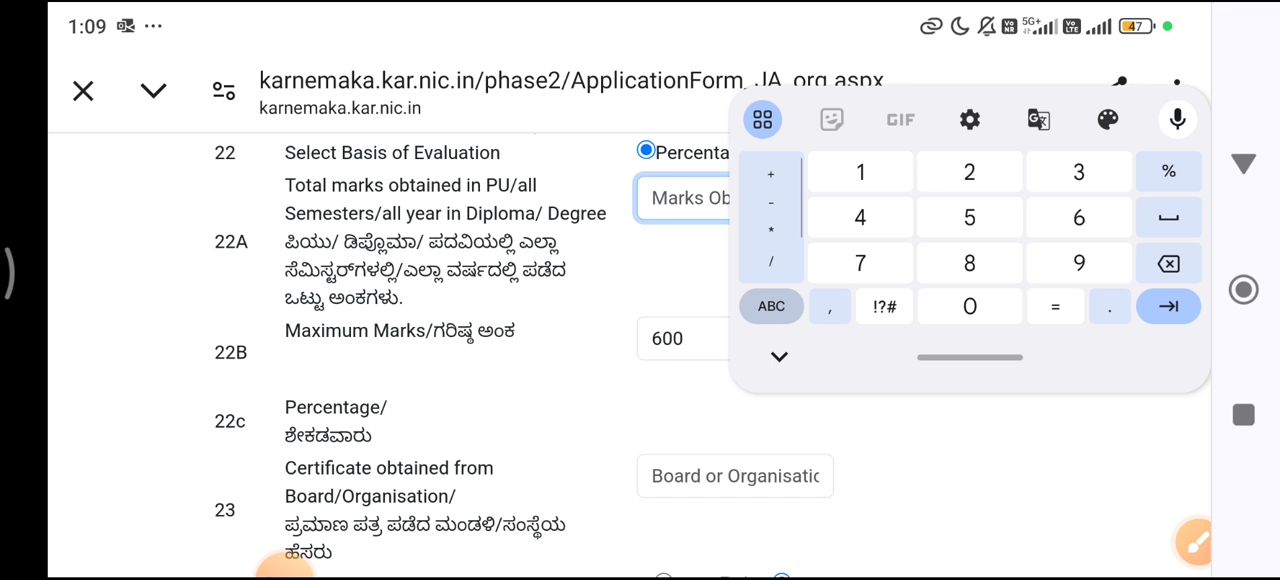 1:09 ...
5G+ 47
karnemaka.kar.nic.in/phase2/ApplicationForm_JA_org.aspx
karnemaka.kar.nic.in
22 Select Basis of Evaluation Percenta
22A Total marks obtained in PU/all
Semesters/all year in Diploma/ Degree
ಪಿಯು/ ಡಿಪ್ಲೊಮಾ/ ಪದವಿಯಲ್ಲಿ ಎಲ್ಲಾ
ಸೆಮಿಸ್ಟರ್‌ಗಳಲ್ಲಿ/ಎಲ್ಲಾ ವರ್ಷದಲ್ಲಿ ಪಡೆದ
ಒಟ್ಟು ಅಂಕಗಳು.
Marks Ob
22B Maximum Marks/ಗರಿಷ್ಠ ಅಂಕ 600
22c Percentage/
ಶೇಕಡವಾರು
23 Certificate obtained from
Board/Organisation/
ಪ್ರಮಾಣ ಪತ್ರ ಪಡೆದ ಮಂಡಳಿ/ಸಂಸ್ಥೆಯ
ಹೆಸರು
Board or Organisatic
GIF
+ 1 2 3 %
- * 4 5 6
/ 7 8 9
ABC , !?# 0 = .